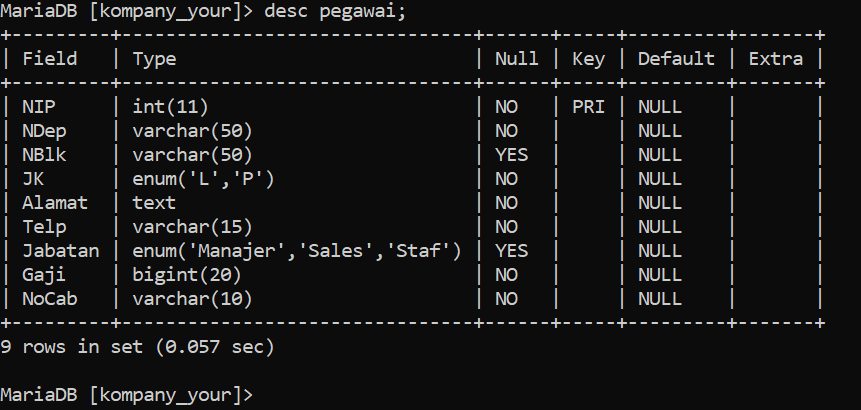 MariaDB [kompany_your]> desc pegawai;
+---------+--------------------------------+------+-----+---------+-------+
| Field   | Type                           | Null | Key | Default | Extra |
+---------+--------------------------------+------+-----+---------+-------+
| NIP     | int(11)                        | NO   | PRI | NULL    |       |
| NDep    | varchar(50)                    | NO   |     | NULL    |       |
| NBlk    | varchar(50)                    | YES  |     | NULL    |       |
| JK      | enum('L','P')                  | NO   |     | NULL    |       |
| Alamat  | text                           | NO   |     | NULL    |       |
| Telp    | varchar(15)                    | NO   |     | NULL    |       |
| Jabatan | enum('Manajer','Sales','Staf') | YES  |     | NULL    |       |
| Gaji    | bigint(20)                     | NO   |     | NULL    |       |
| NoCab   | varchar(10)                    | NO   |     | NULL    |       |
+---------+--------------------------------+------+-----+---------+-------+
9 rows in set (0.057 sec)
MariaDB [kompany_your]>